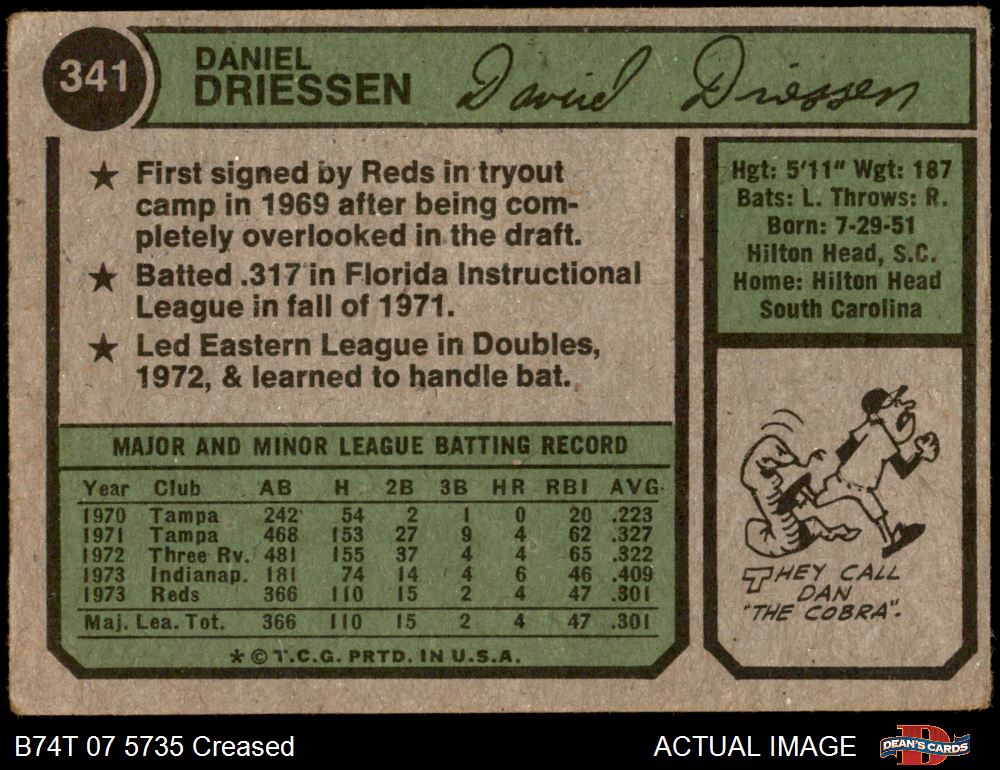 341
DANIEL
DRIESSEN
David Driessen
★ First signed by Reds in tryout
camp in 1969 after being com-
pletely overlooked in the draft.
★ Batted .317 in Florida Instructional
League in fall of 1971.
★ Led Eastern League in Doubles,
1972, & learned to handle bat.
Hgt: 5'11" Wgt: 187
Bats: L. Throws: R.
Born: 7-29-51
Hilton Head, S.C.
Home: Hilton Head
South Carolina
MAJOR AND MINOR LEAGUE BATTING RECORD
Year Club AB H 2B 3B HR RBI AVG.
1970 Tampa 242 54 2 1 0 20 .223
1971 Tampa 468 153 27 9 4 62 .327
1972 Three Rv. 481 155 37 4 4 65 .322
1973 Indianap. 181 74 14 4 6 46 .409
1973 Reds 366 110 15 2 4 47 .301
Maj. Lea. Tot. 366 110 15 2 4 47 .301
* © T.C.G. PRTD. IN U.S.A.
THEY CALL
DAN
"THE COBRA".
B74T 07 5735 Creased
ACTUAL IMAGE
D
DEAN'S CARDS